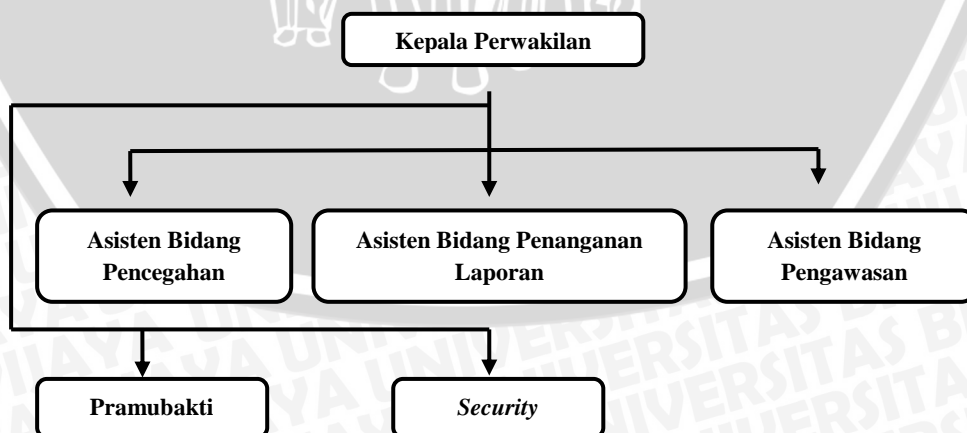 Kepala Perwakilan
Asisten Bidang
Pencegahan
Asisten Bidang Penanganan
Laporan
Asisten Bidang
Pengawasan
Pramubakti
Security